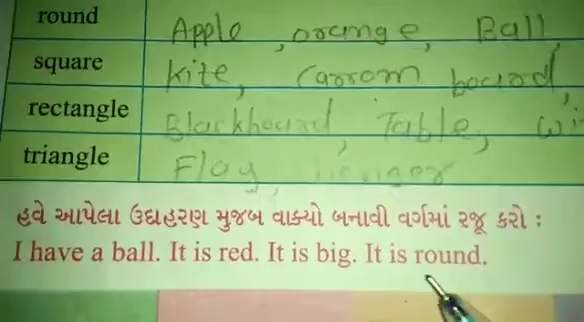 round Apple, orange, Ball
square Kite, Carrom board,
rectangle Blackboard, Table,
triangle Flag,
હવે આપેલા ઉદાહરણ મુજબ વાક્યો બનાવી વર્ગમાં રજૂ કરો :
I have a ball. It is red. It is big. It is round.